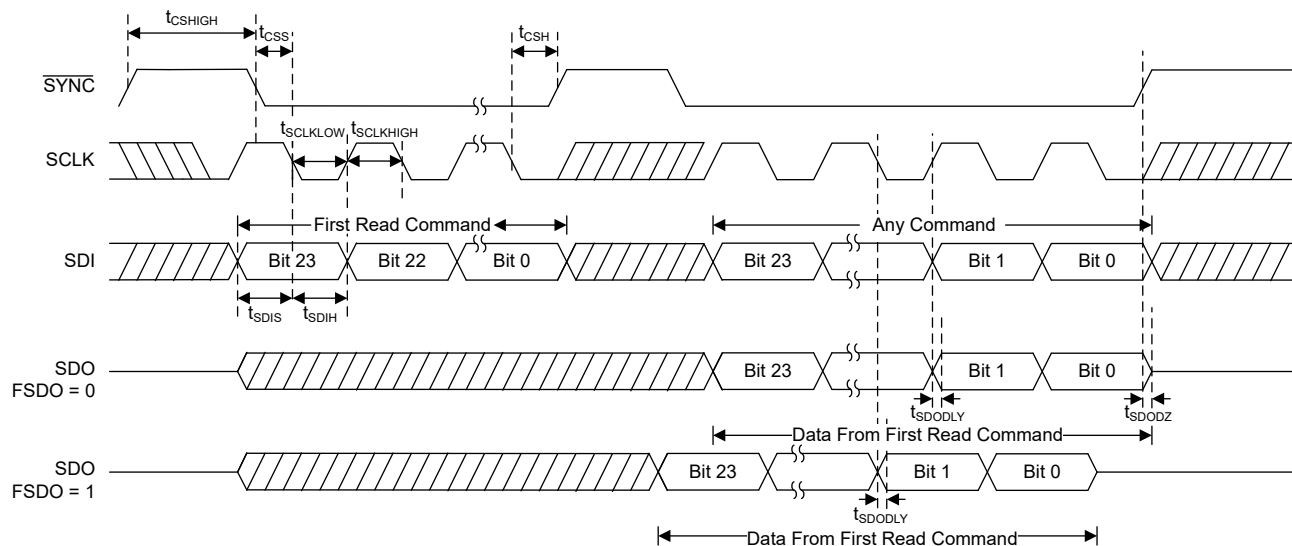 tCSHIGH
tCSS
tCSH
SYNC
tSCLKLOW
tSCLKHIGH
SCLK
First Read Command
Any Command
SDI
Bit 23
Bit 22
Bit 0
Bit 23
Bit 1
Bit 0
tSDIS
tSDIH
SDO
FSDO = 0
Bit 23
Bit 1
Bit 0
tSDODLY
tSDODZ
Data From First Read Command
SDO
FSDO = 1
Bit 23
Bit 1
Bit 0
tSDODLY
Data From First Read Command